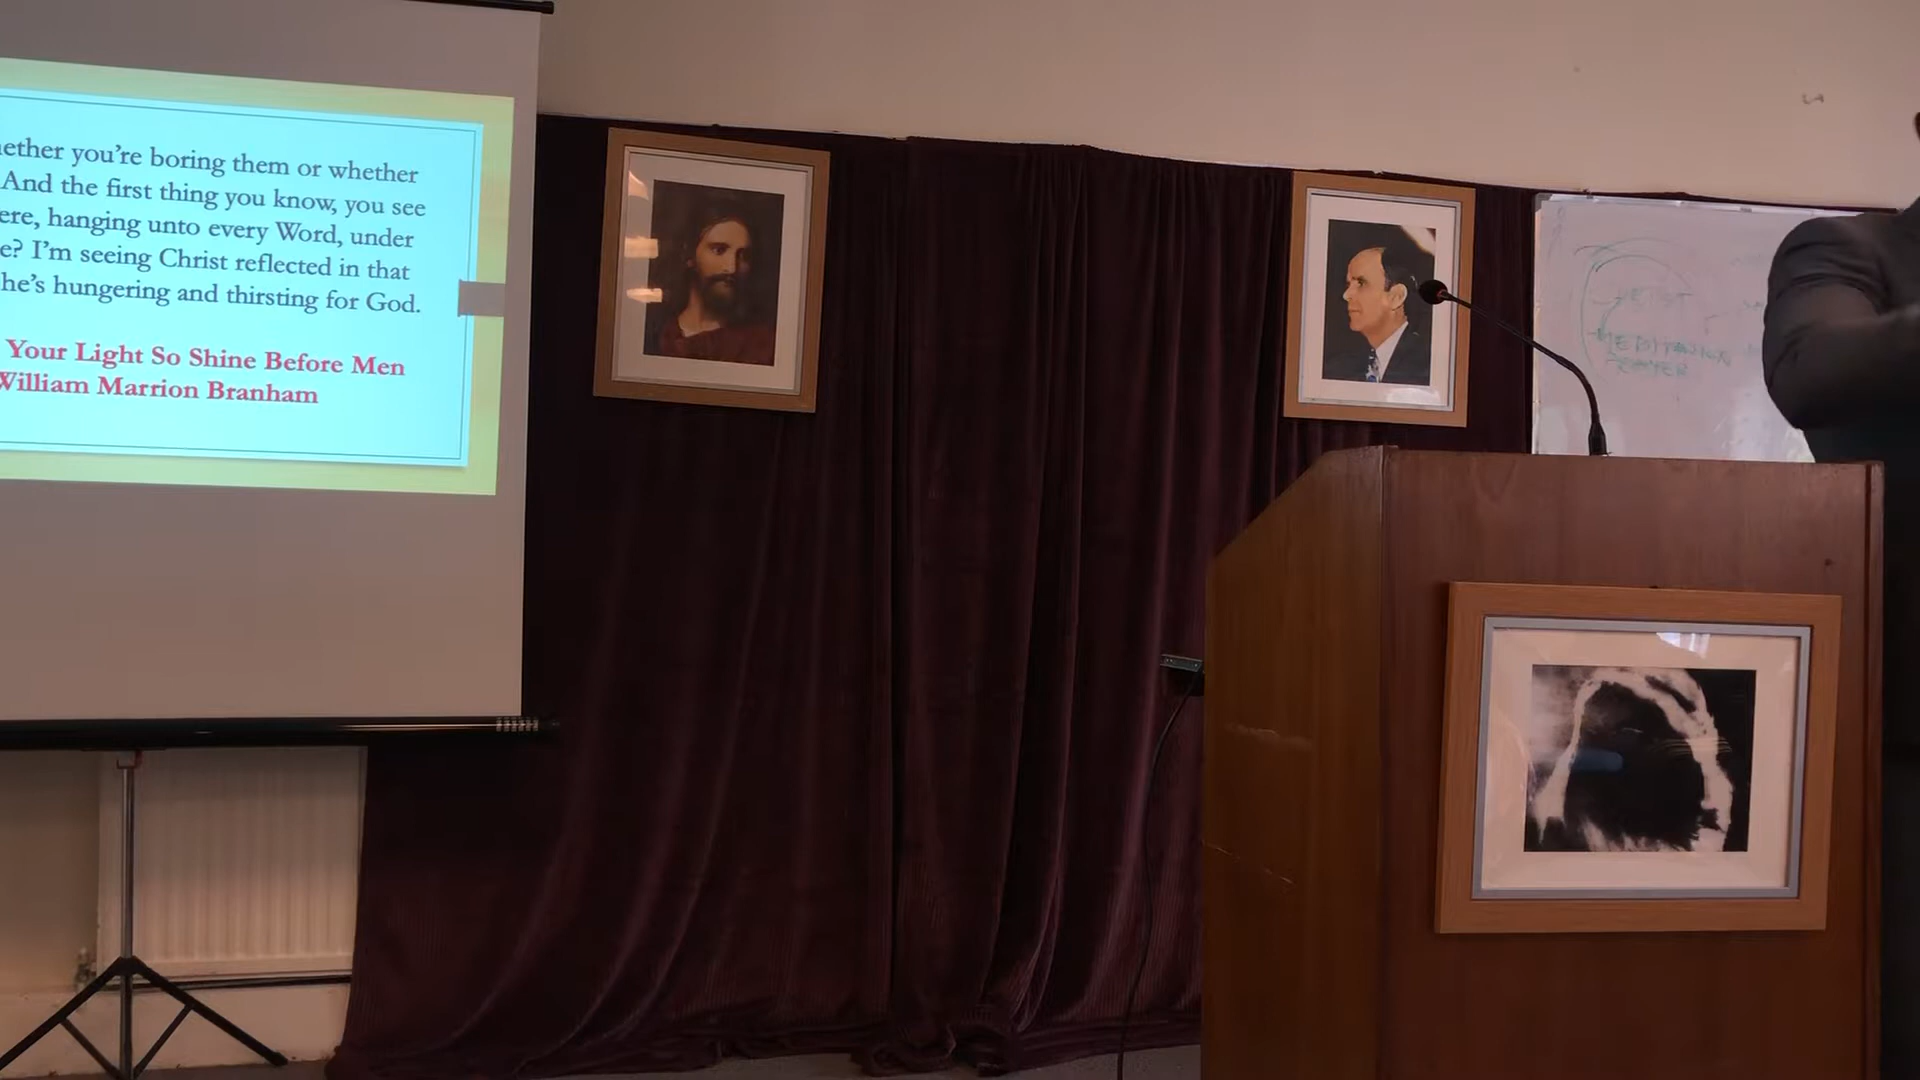 ether you're boring them or whether
And the first thing you know, you see
ere, hanging unto every Word, under
e? I'm seeing Christ reflected in that
he's hungering and thirsting for God.
Your Light So Shine Before Men
William Marrion Branham